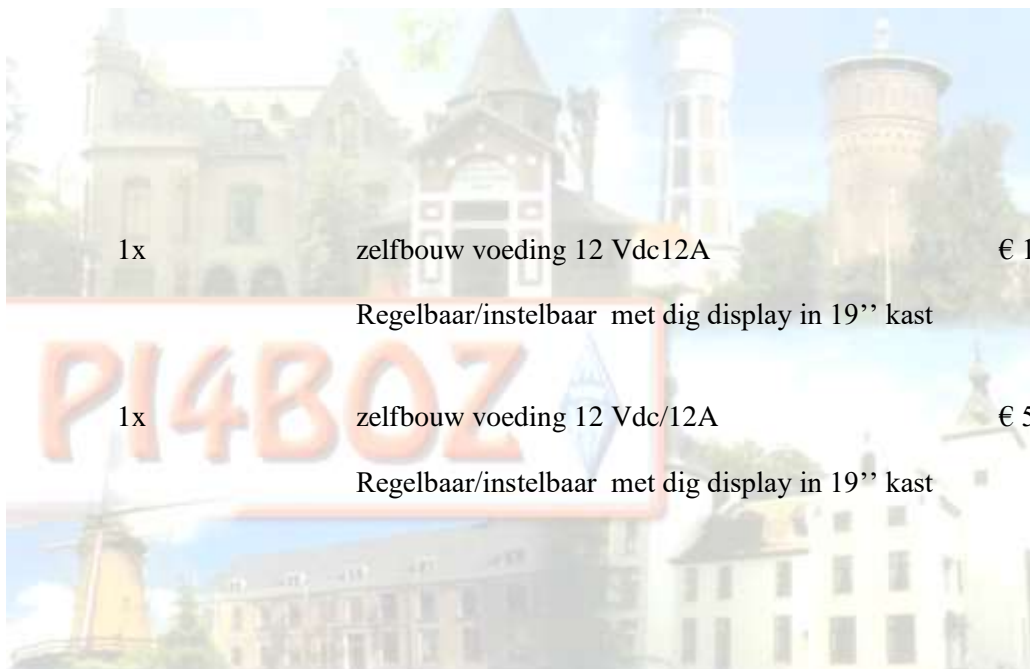 1x zelfbouw voeding 12 Vdc12A € 1
Regelbaar/instelbaar met dig display in 19’’ kast
PI4BOZ
1x zelfbouw voeding 12 Vdc/12A € 5
Regelbaar/instelbaar met dig display in 19’’ kast